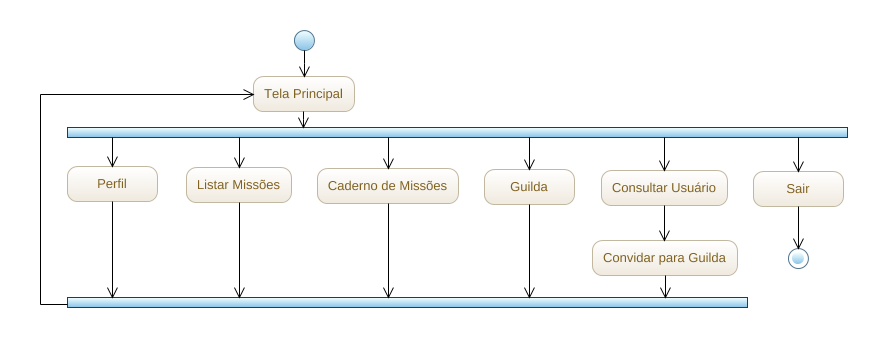 Tela Principal
Perfil
Listar Missões
Caderno de Missões
Guilda
Consultar Usuário
Sair
Convidar para Guilda